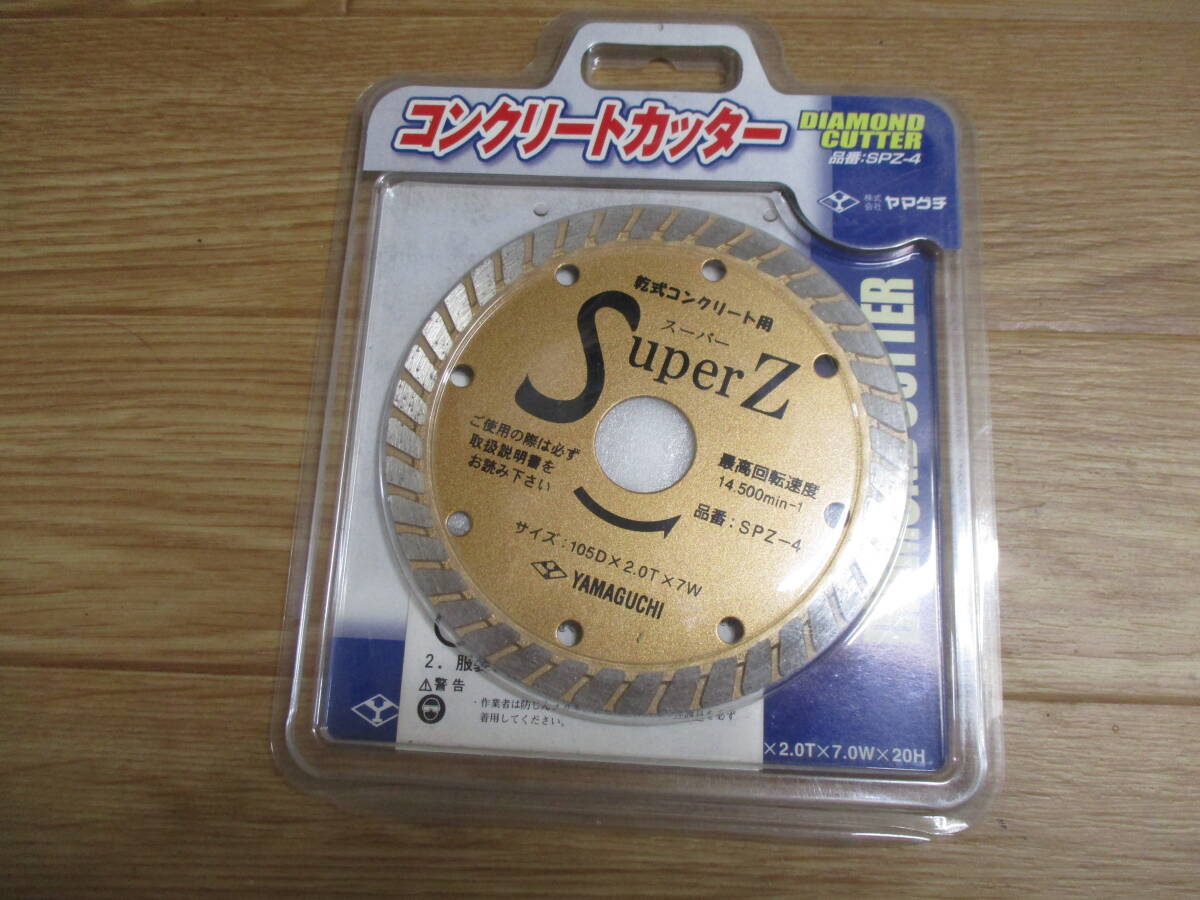 コンクリートカッター
DIAMOND
CUTTER
品番:SPZ-4
株式
会社 ヤマグチ
乾式コンクリート用
スーパー
SuperZ
ご使用の際は必ず
取扱説明書を
お読み下さい
最高回転速度
14.500min-1
品番:SPZ-4
サイズ:105D×2.0T×7W
YAMAGUCHI
CUTTER
2. 服
⚠警告
・作業者は防じん
着用してください。
×2.0T×7.0W×20H